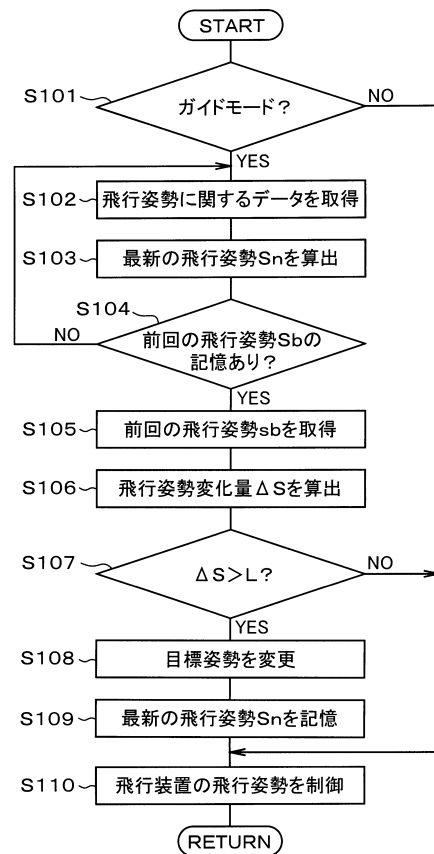 START
S101
ガイドモード?
NO
YES
S102
飛行姿勢に関するデータを取得
S103
最新の飛行姿勢Snを算出
S104
前回の飛行姿勢Sbの
記憶あり?
NO
YES
S105
前回の飛行姿勢sbを取得
S106
飛行姿勢変化量ΔSを算出
S107
ΔS>L?
NO
YES
S108
目標姿勢を変更
S109
最新の飛行姿勢Snを記憶
S110
飛行装置の飛行姿勢を制御
RETURN